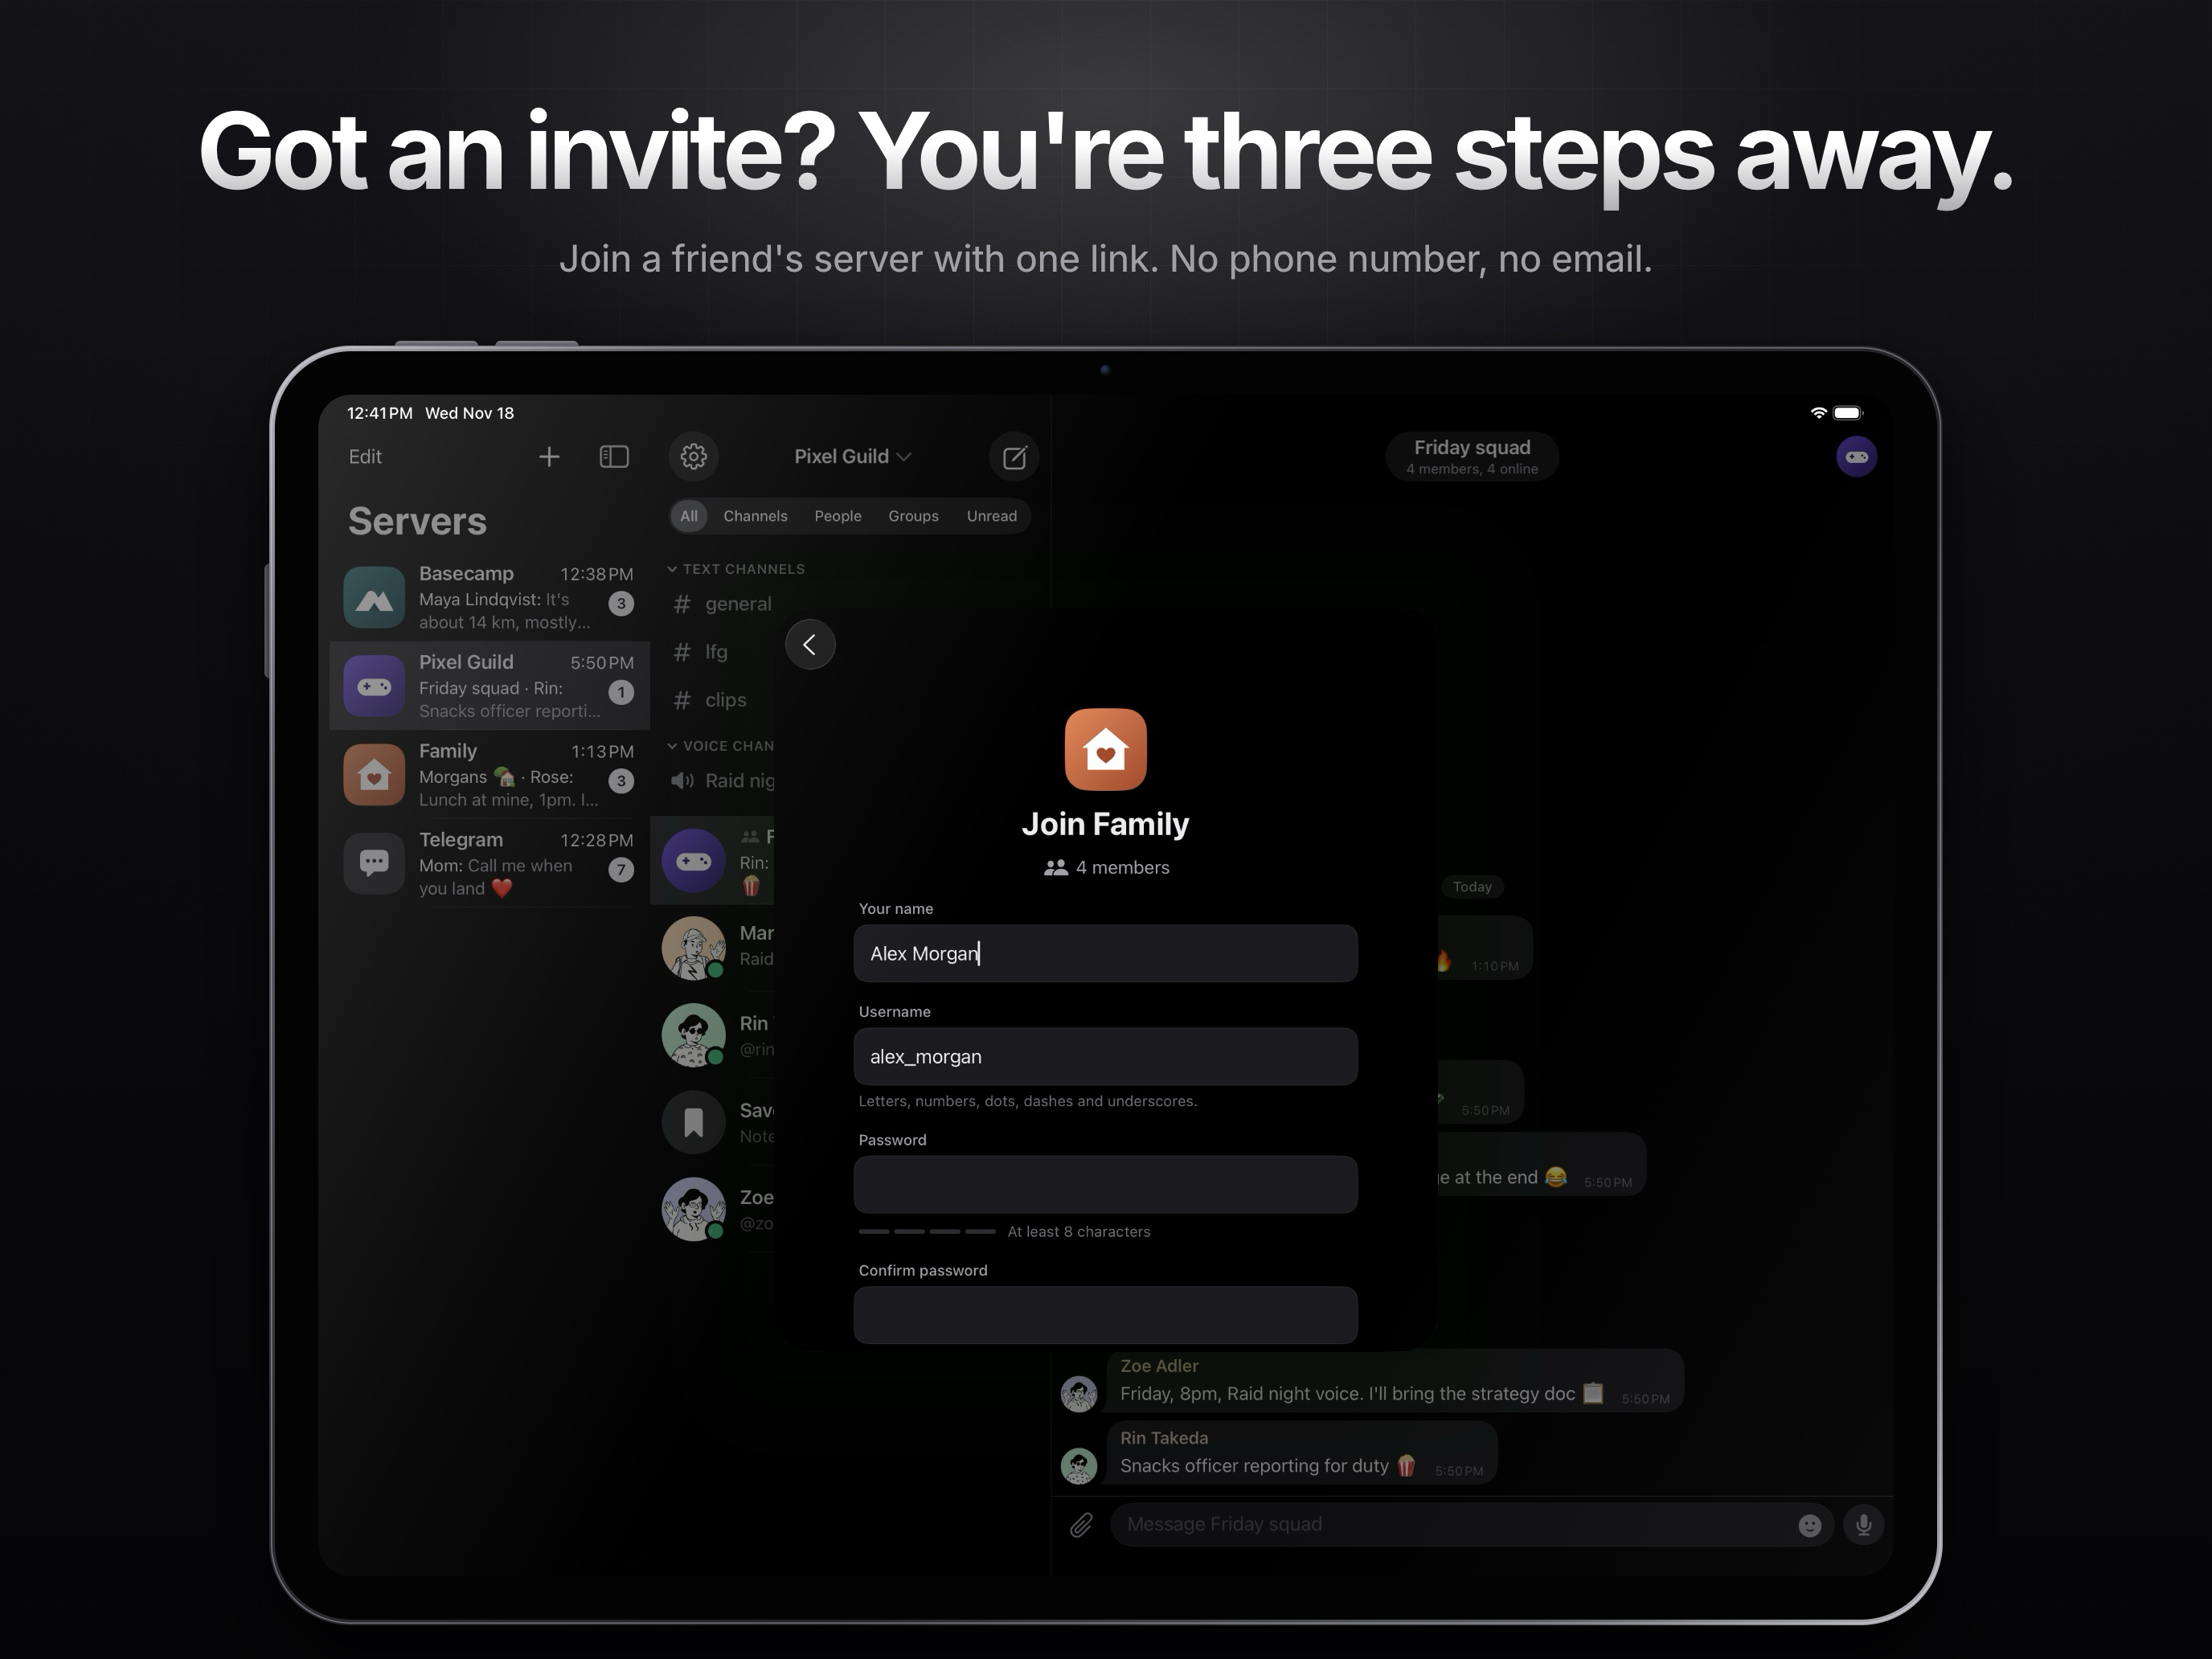 Got an invite? You're three steps away.
Join a friend's server with one link. No phone number, no email.
12:41 PM Wed Nov 18
Edit
Servers
Basecamp 12:38 PM
Maya Lindqvist: It's 3
about 14 km, mostly...
Pixel Guild 5:50 PM
Friday squad · Rin: 1
Snacks officer reporti...
Family 1:13 PM
Morgans 🏡 · Rose: 3
Lunch at mine, 1pm. I...
Telegram 12:28 PM
Mom: Call me when 7
you land ❤️
Pixel Guild
All Channels People Groups Unread
TEXT CHANNELS
# general
# lfg
# clips
VOICE CHAN
Raid nig
F
Rin:
🍿
Mar
Raid
Rin
@rin
Save
Note
Zoe
@zo
Join Family
4 members
Your name
Alex Morgan
Username
alex_morgan
Letters, numbers, dots, dashes and underscores.
Password
At least 8 characters
Confirm password
Friday squad
4 members, 4 online
Today
🔥 1:10 PM
5:50 PM
at the end 😂 5:50 PM
Zoe Adler
Friday, 8pm, Raid night voice. I'll bring the strategy doc 📋 5:50 PM
Rin Takeda
Snacks officer reporting for duty 🍿 5:50 PM
Message Friday squad